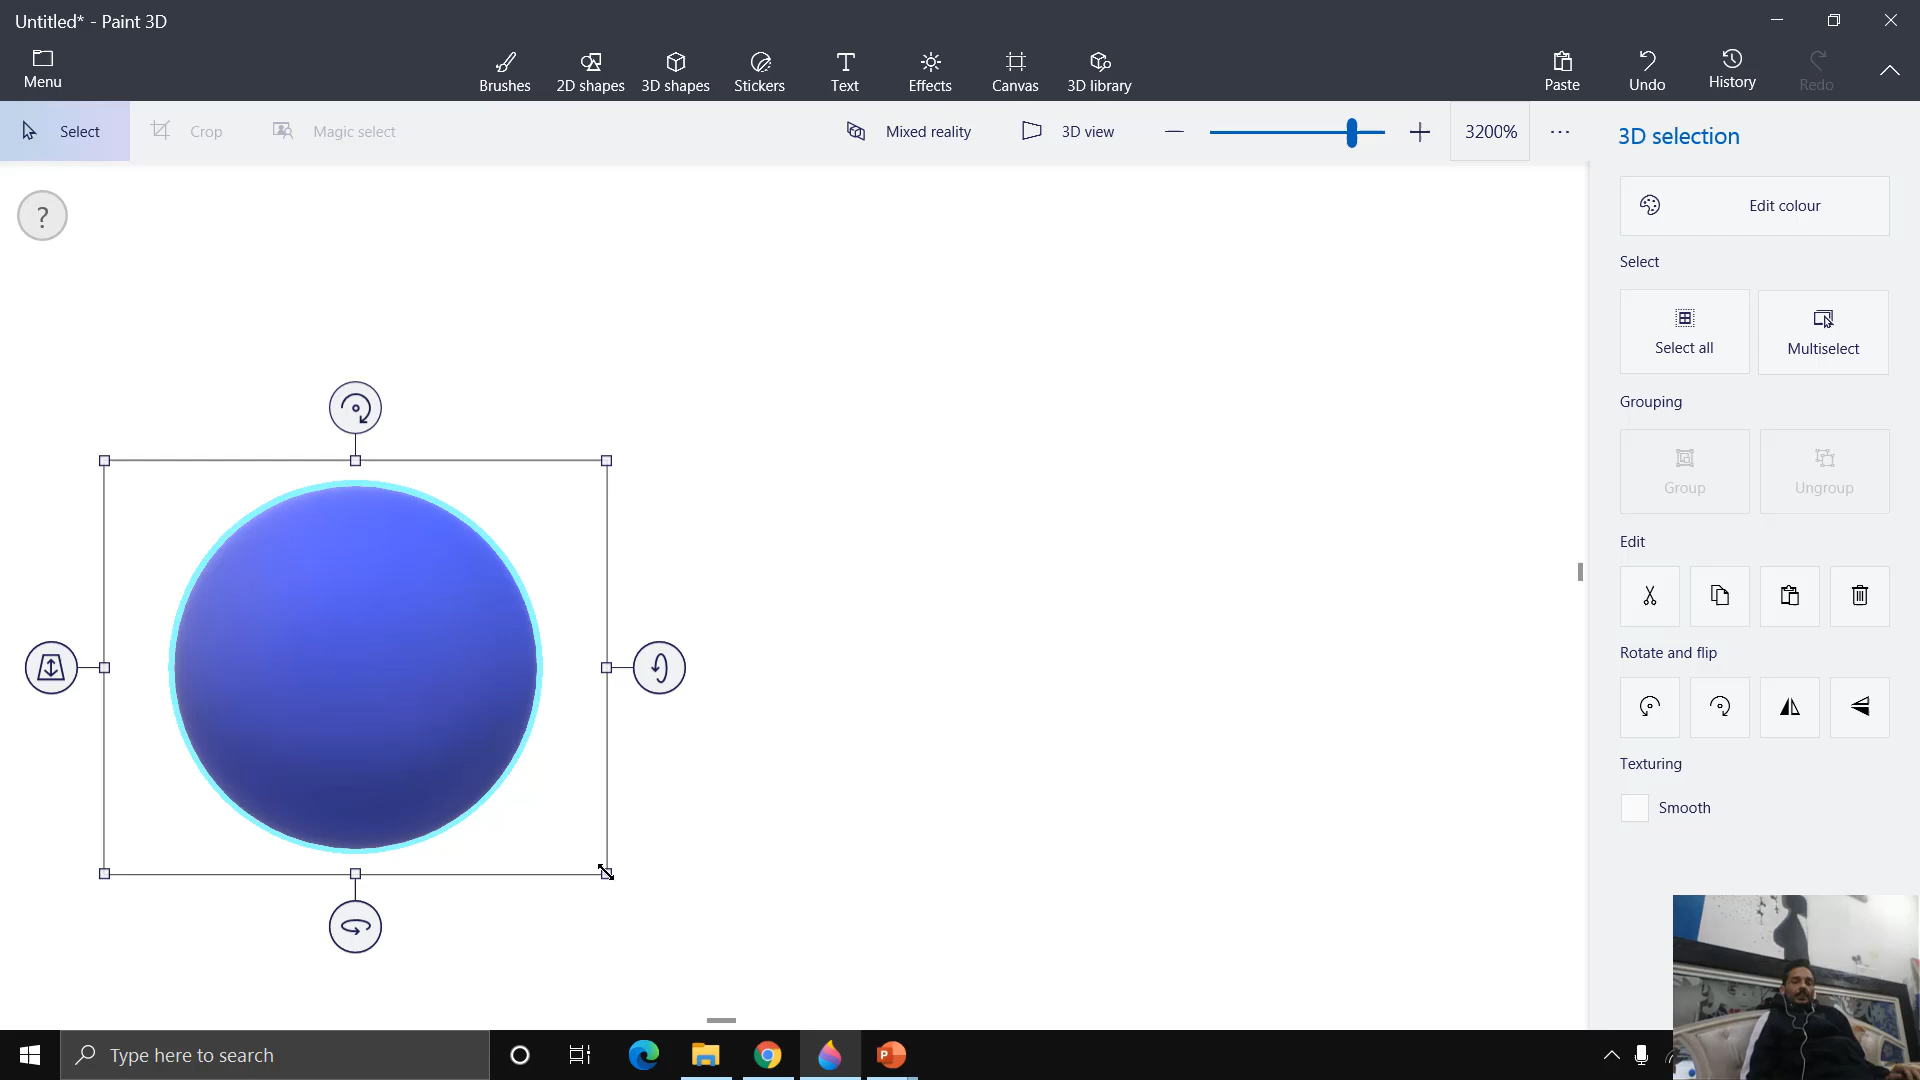 Untitled* - Paint 3D
Menu
Brushes
2D shapes
3D shapes
Stickers
Text
Effects
Canvas
3D library
Paste
Undo
History
Redo
Select
Crop
Magic select
Mixed reality
3D view
3200%
3D selection
?
Edit colour
Select
Select all
Multiselect
Grouping
Group
Ungroup
Edit
Rotate and flip
Texturing
Smooth
Type here to search
P